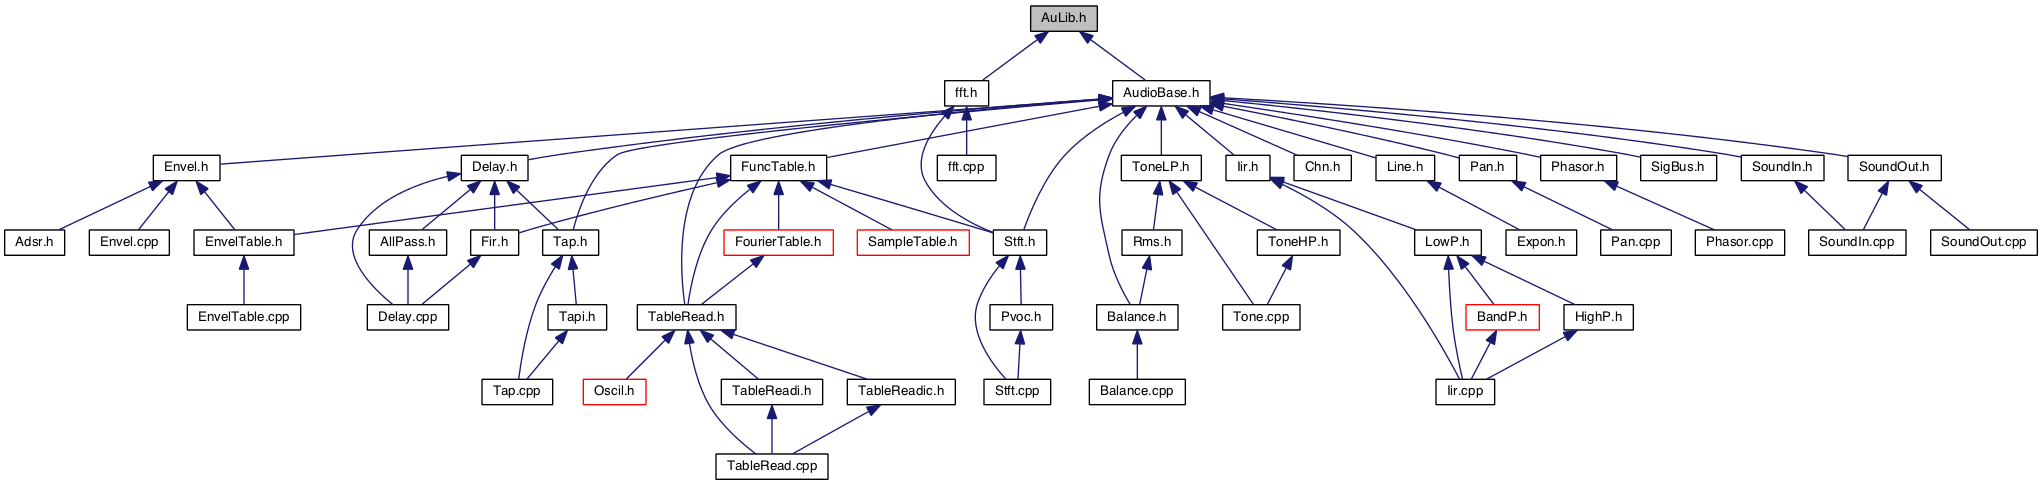 AuLib.h
fft.h
AudioBase.h
Envel.h
Delay.h
FuncTable.h
fft.cpp
ToneLP.h
Iir.h
Chn.h
Line.h
Pan.h
Phasor.h
SigBus.h
SoundIn.h
SoundOut.h
Adsr.h
Envel.cpp
EnvelTable.h
AllPass.h
Fir.h
Tap.h
FourierTable.h
SampleTable.h
Stft.h
Rms.h
ToneHP.h
LowP.h
Expon.h
Pan.cpp
Phasor.cpp
SoundIn.cpp
SoundOut.cpp
EnvelTable.cpp
Delay.cpp
Tapi.h
TableRead.h
Pvoc.h
Balance.h
Tone.cpp
BandP.h
HighP.h
Tap.cpp
Oscil.h
TableReadi.h
TableReadic.h
Stft.cpp
Balance.cpp
Iir.cpp
TableRead.cpp